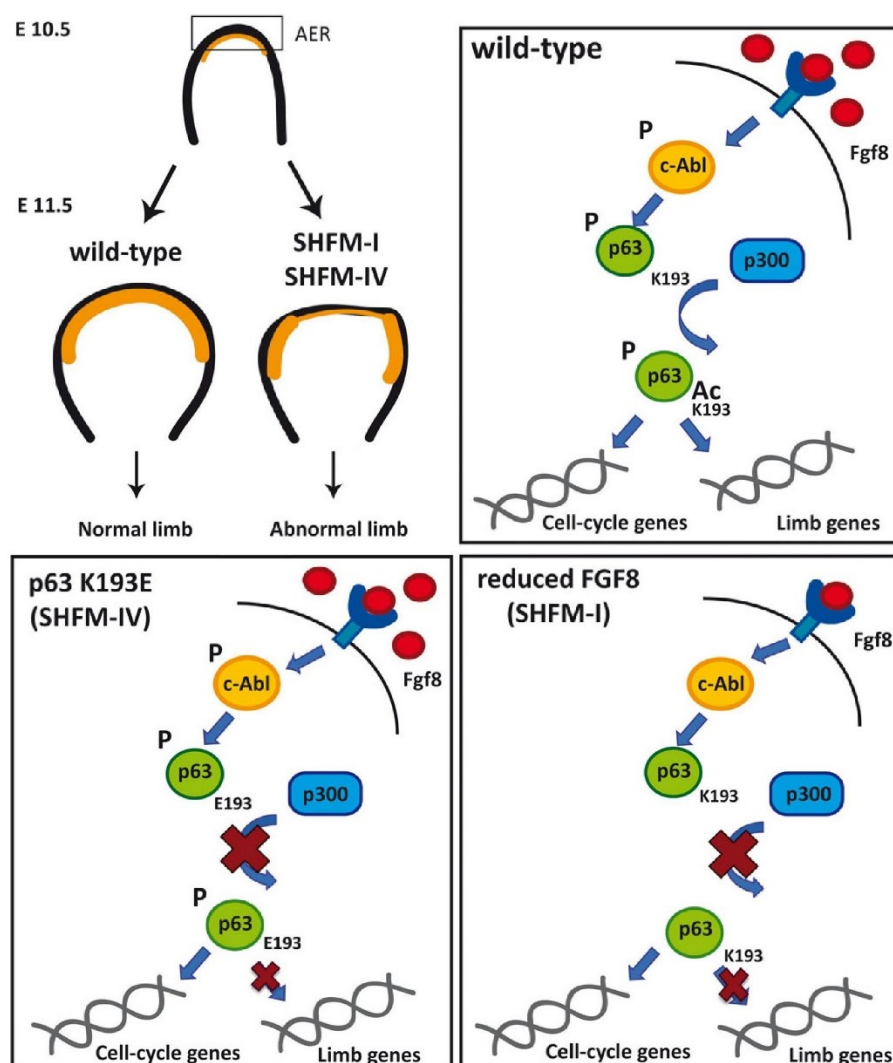 E 10.5
AER
E 11.5
wild-type
SHFM-I
SHFM-IV
Normal limb
Abnormal limb
wild-type
Fgf8
P
c-Abl
P
p63
K193
p300
P
p63
Ac
K193
Cell-cycle genes
Limb genes
p63 K193E
(SHFM-IV)
Fgf8
P
c-Abl
P
p63
E193
p300
P
p63
E193
Cell-cycle genes
Limb genes
reduced FGF8
(SHFM-I)
Fgf8
c-Abl
p63
K193
p300
p63
K193
Cell-cycle genes
Limb genes